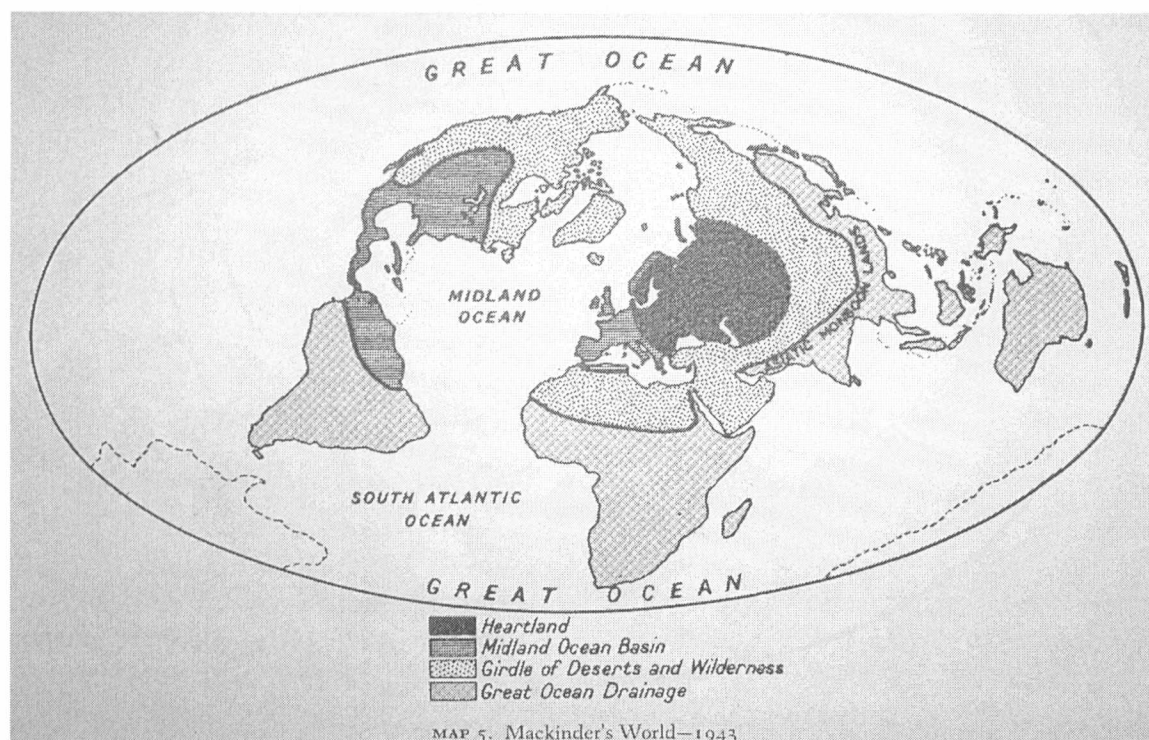 GREAT OCEAN
MIDLAND
OCEAN
ASIATIC MONSOON LANDS
SOUTH ATLANTIC
OCEAN
GREAT OCEAN
Heartland
Midland Ocean Basin
Girdle of Deserts and Wilderness
Great Ocean Drainage
MAP 5. Mackinder's World—1943